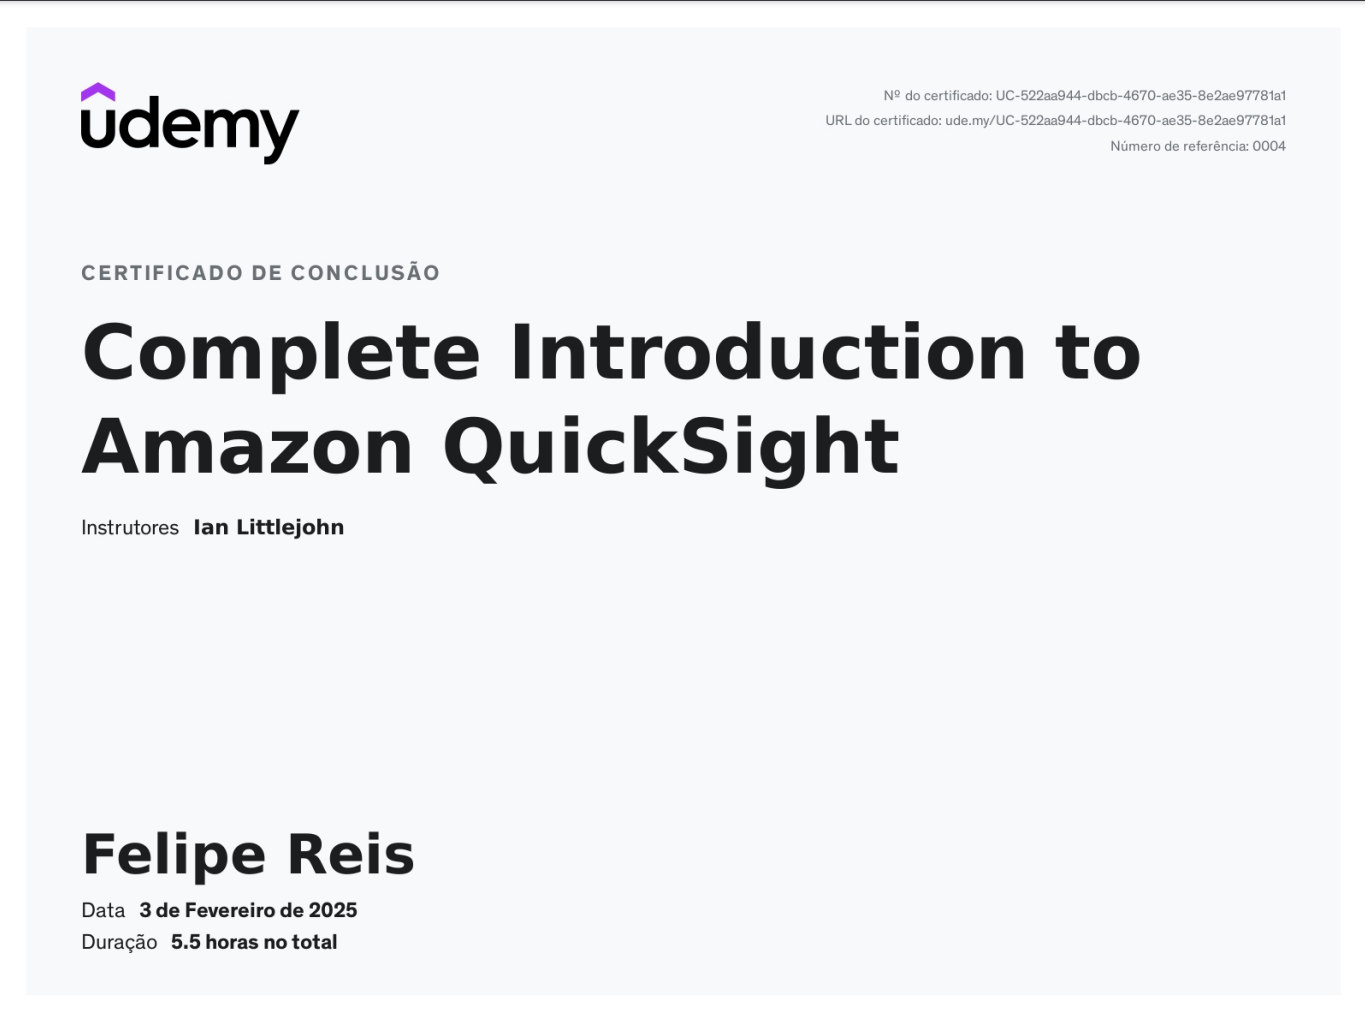 udemy
Nº do certificado: UC-522aa944-dbcb-4670-ae35-8e2ae97781a1
URL do certificado: ude.my/UC-522aa944-dbcb-4670-ae35-8e2ae97781a1
Número de referência: 0004
CERTIFICADO DE CONCLUSÃO
Complete Introduction to
Amazon QuickSight
Instrutores Ian Littlejohn
Felipe Reis
Data 3 de Fevereiro de 2025
Duração 5.5 horas no total